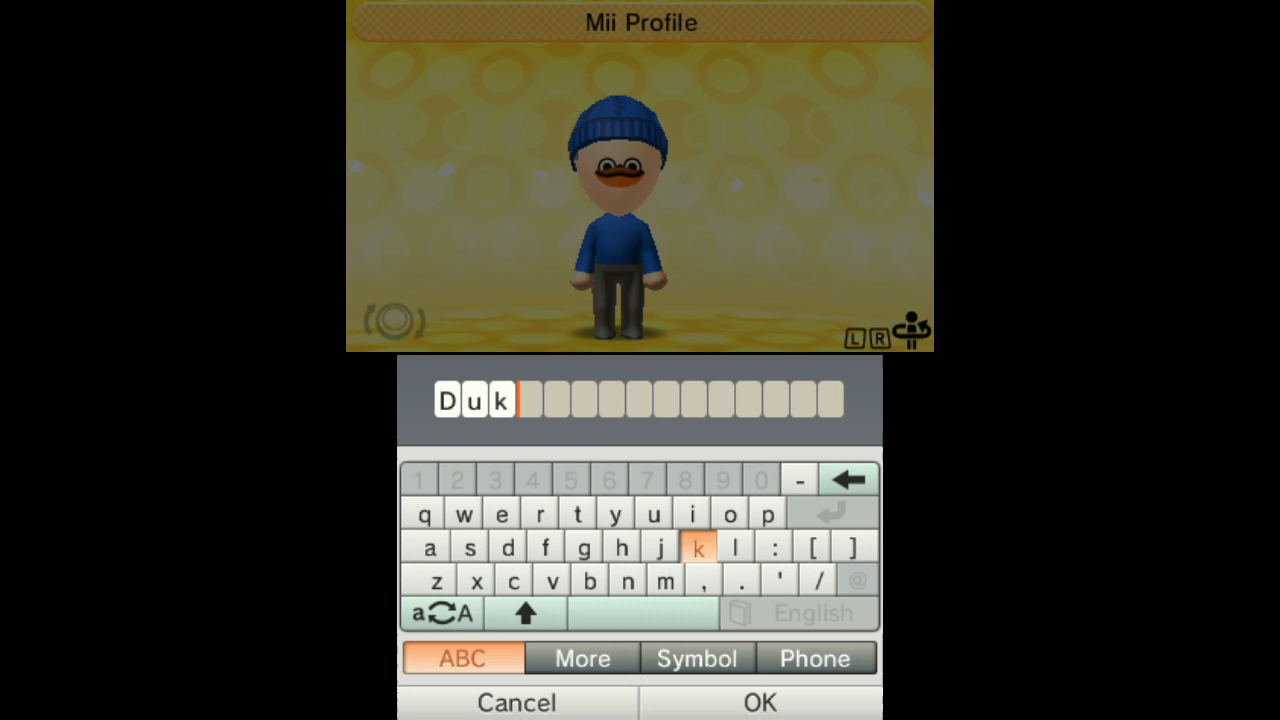 Mii Profile
L R
Duk
1 2 3 4 5 6 7 8 9 0 -
q w e r t y u i o p
a s d f g h j k l : [ ]
z x c v b n m , . ' / @
a A English
ABC More Symbol Phone
Cancel OK